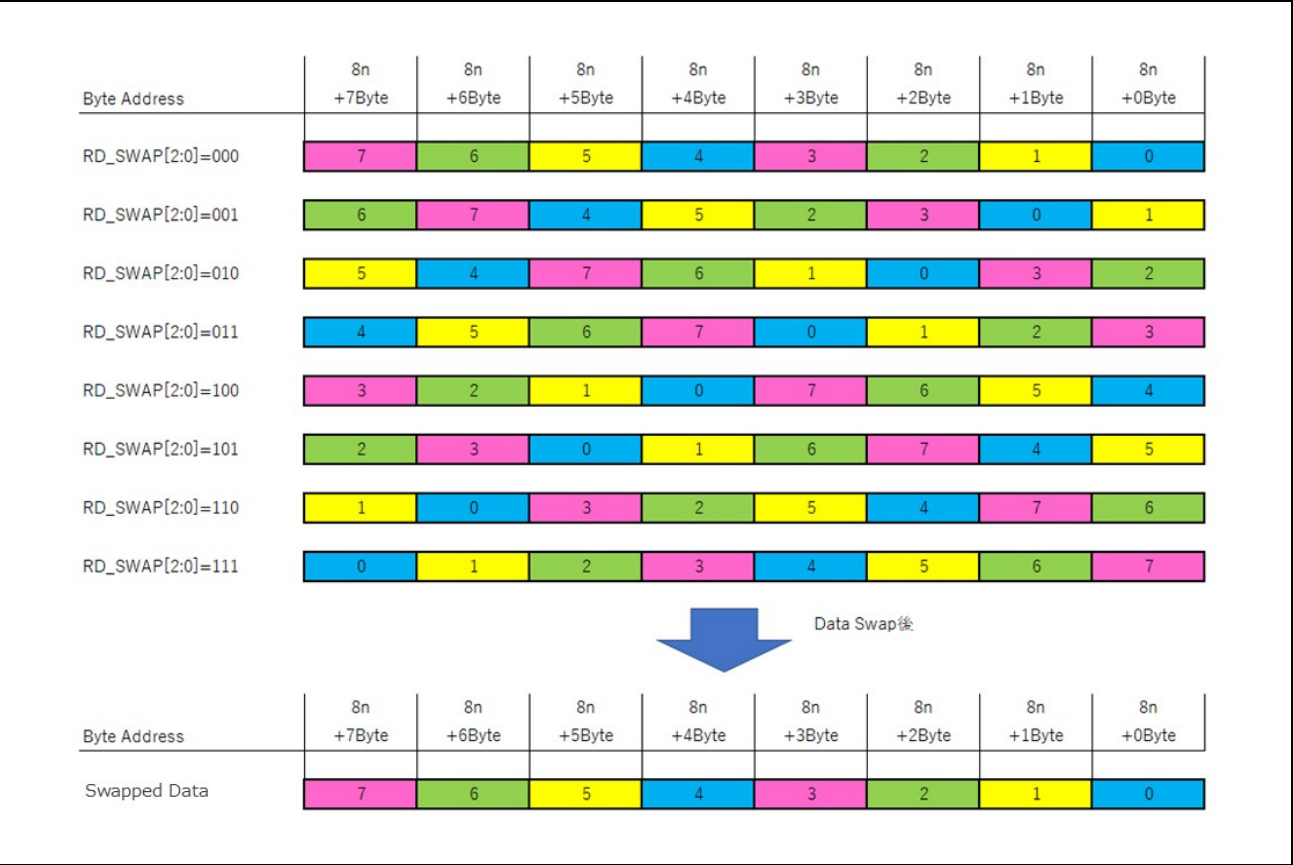 8n 8n 8n 8n 8n 8n 8n 8n
Byte Address +7Byte +6Byte +5Byte +4Byte +3Byte +2Byte +1Byte +0Byte
RD_SWAP[2:0]=000 7 6 5 4 3 2 1 0
RD_SWAP[2:0]=001 6 7 4 5 2 3 0 1
RD_SWAP[2:0]=010 5 4 7 6 1 0 3 2
RD_SWAP[2:0]=011 4 5 6 7 0 1 2 3
RD_SWAP[2:0]=100 3 2 1 0 7 6 5 4
RD_SWAP[2:0]=101 2 3 0 1 6 7 4 5
RD_SWAP[2:0]=110 1 0 3 2 5 4 7 6
RD_SWAP[2:0]=111 0 1 2 3 4 5 6 7
Data Swap後
8n 8n 8n 8n 8n 8n 8n 8n
Byte Address +7Byte +6Byte +5Byte +4Byte +3Byte +2Byte +1Byte +0Byte
Swapped Data 7 6 5 4 3 2 1 0